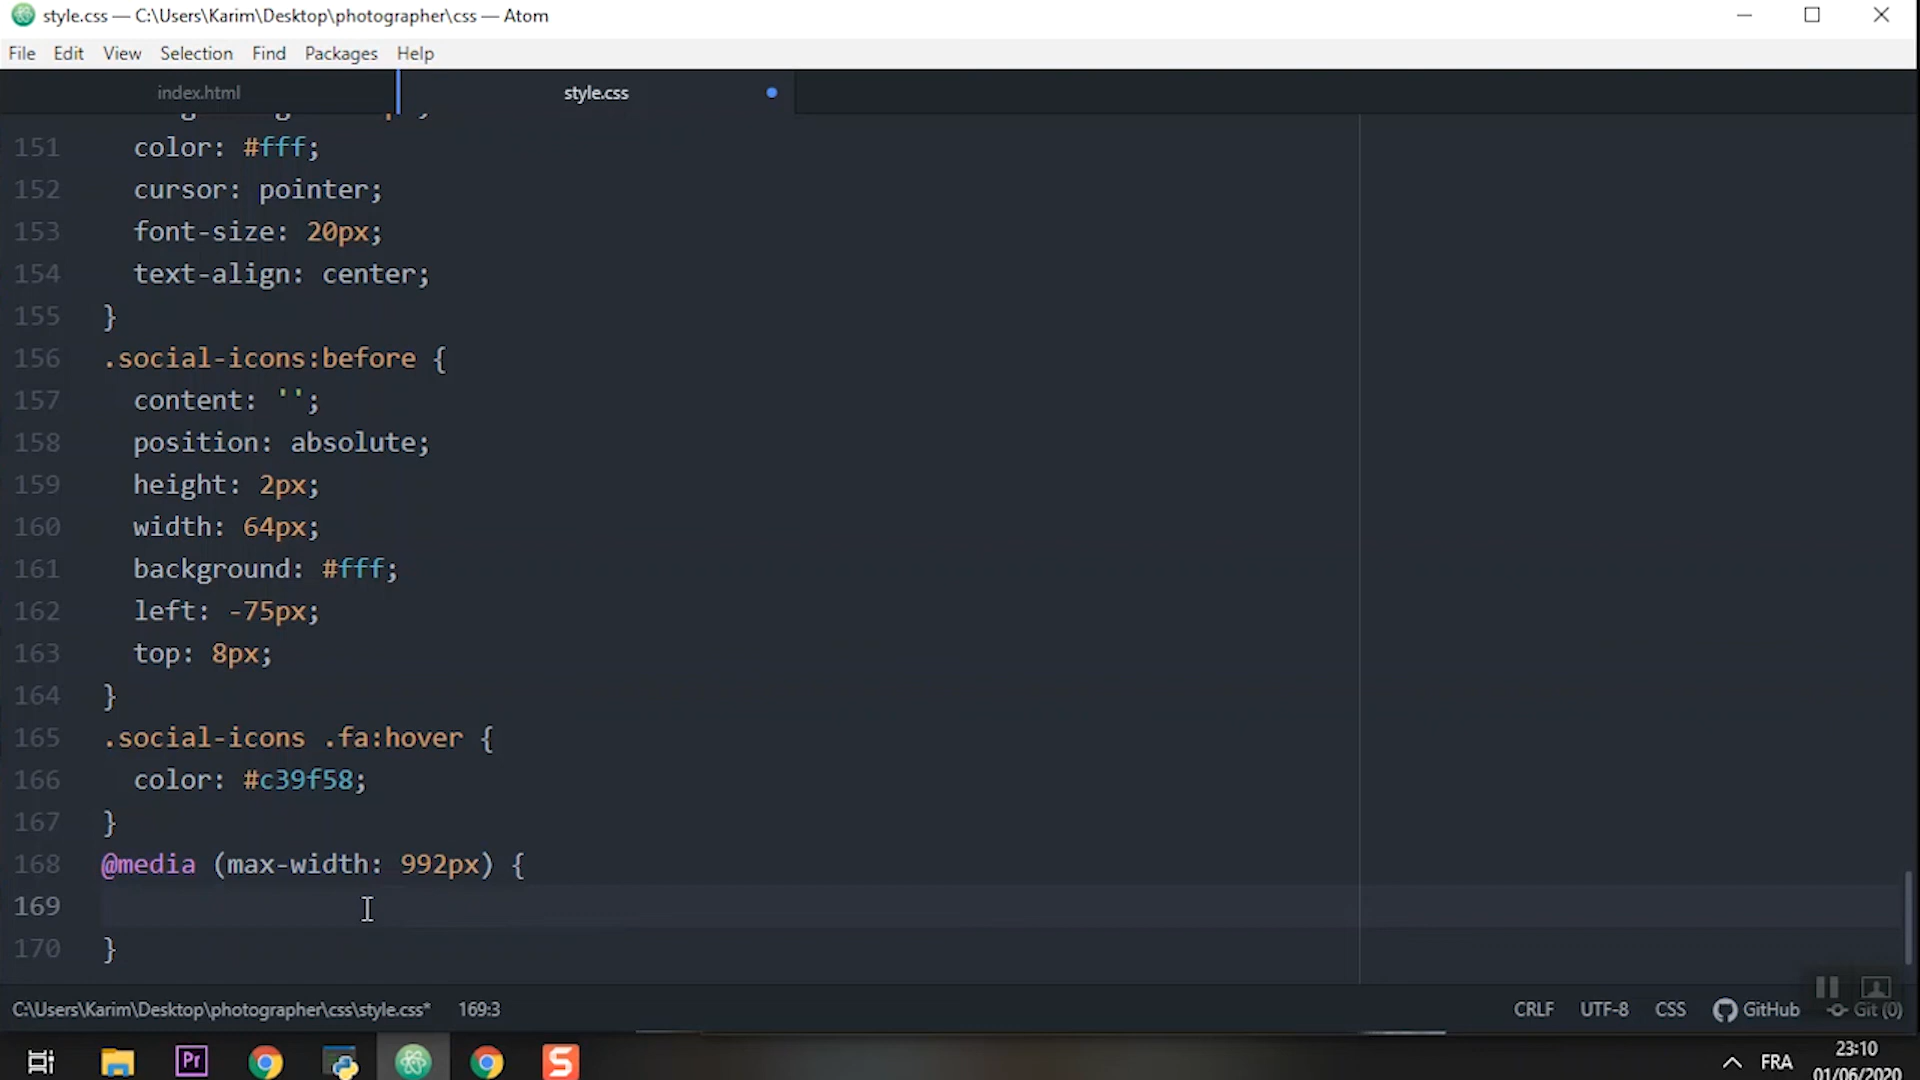 style.css — C:\Users\Karim\Desktop\photographer\css — Atom
File Edit View Selection Find Packages Help
index.html style.css
151 color: #fff;
152 cursor: pointer;
153 font-size: 20px;
154 text-align: center;
155 }
156 .social-icons:before {
157 content: '';
158 position: absolute;
159 height: 2px;
160 width: 64px;
161 background: #fff;
162 left: -75px;
163 top: 8px;
164 }
165 .social-icons .fa:hover {
166 color: #c39f58;
167 }
168 @media (max-width: 992px) {
169
170 }
C:\Users\Karim\Desktop\photographer\css\style.css* 169:3 CRLF UTF-8 CSS GitHub Git (0)
Pr S FRA 23:10
01/06/2020